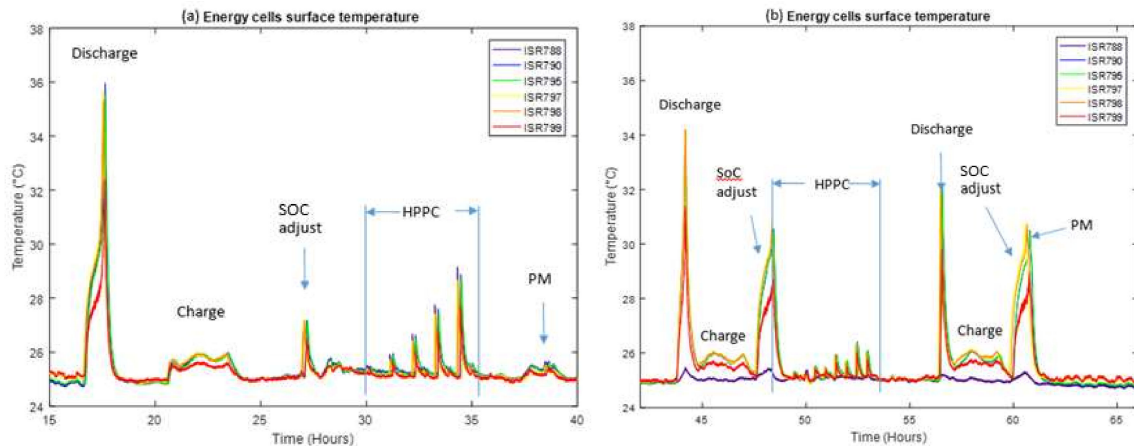 (a) Energy cells surface temperature
38
36
34
32
30
28
26
24
Temperature (°C)
15
20
25
30
35
40
Time (Hours)
Discharge
Charge
SOC
adjust
HPPC
PM
ISR788
ISR790
ISR795
ISR797
ISR798
ISR799
(b) Energy cells surface temperature
38
36
34
32
30
28
26
24
Temperature (°C)
45
50
55
60
65
Time (Hours)
Discharge
SoC
adjust
HPPC
Charge
Discharge
SOC
adjust
PM
Charge
ISR788
ISR790
ISR795
ISR797
ISR798
ISR799